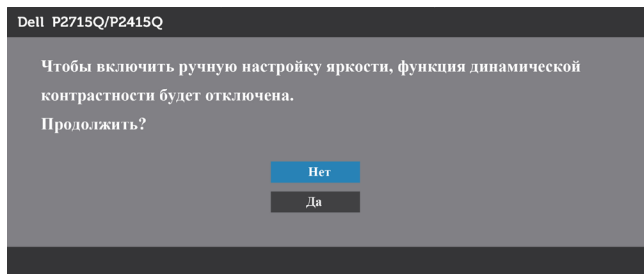 Dell P2715Q/P2415Q
Чтобы включить ручную настройку яркости, функция динамической
контрастности будет отключена.
Продолжить?
Нет
Да